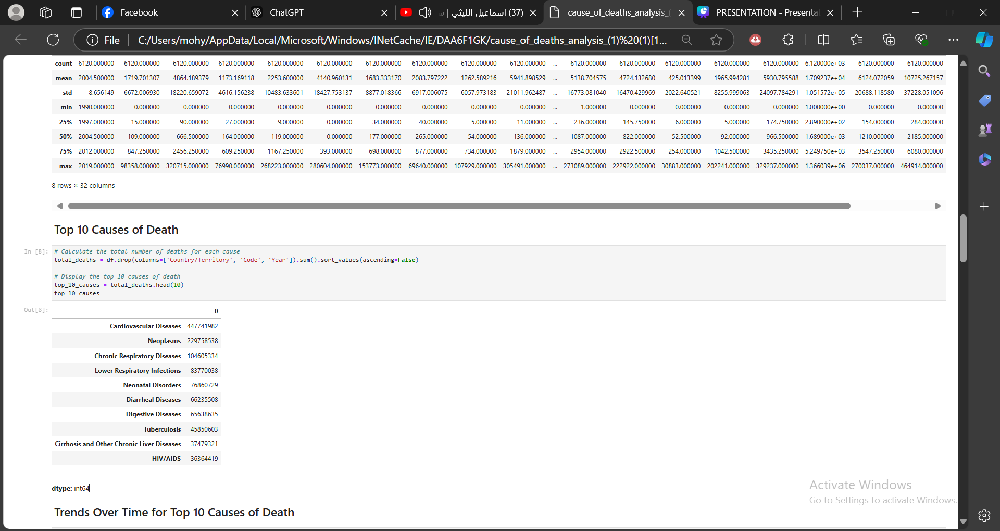 Facebook
ChatGPT
(37) اسماعيل الليثي | س
cause_of_deaths_analysis_(
PRESENTATION - Presentat
File
C:/Users/mohy/AppData/Local/Microsoft/Windows/INetCache/IE/DAA6F1GK/cause_of_deaths_analysis_(1)%20(1)[1...
count 6120.000000 6120.000000 6120.000000 6120.000000 6120.000000 6120.000000 6120.000000 6120.000000 6120.000000 6120.000000 ... 6120.000000 6120.000000 6120.000000 6120.000000 6120.000000 6.120000e+03 6120.000000 6120.000000
mean 2004.500000 1719.701307 4864.189379 1173.169118 2253.600000 4140.960131 1683.333170 2083.797222 1262.589216 5941.898529 ... 5138.704575 4724.132680 425.013399 1965.994281 5930.795588 1.709237e+04 6124.072059 10725.267157
std 8.656149 6672.006930 18220.659072 4616.156238 10483.633601 18427.753137 8877.018366 6917.006075 6057.973183 21011.962487 ... 16773.081040 16470.429969 2022.640521 8255.999063 24097.784291 1.051572e+05 20688.118580 37228.051096
min 1990.000000 0.000000 0.000000 0.000000 0.000000 0.000000 0.000000 0.000000 0.000000 0.000000 ... 1.000000 0.000000 0.000000 0.000000 0.000000 1.000000e+00 0.000000 0.000000
25% 1997.000000 15.000000 90.000000 27.000000 9.000000 0.000000 34.000000 40.000000 5.000000 11.000000 ... 236.000000 145.750000 6.000000 5.000000 174.750000 2.890000e+02 154.000000 284.000000
50% 2004.500000 109.000000 666.500000 164.000000 119.000000 0.000000 177.000000 265.000000 54.000000 136.000000 ... 1087.000000 822.000000 52.500000 92.000000 966.500000 1.689000e+03 1210.000000 2185.000000
75% 2012.000000 847.250000 2456.250000 609.250000 1167.250000 393.000000 698.000000 877.000000 734.000000 1879.000000 ... 2954.000000 2922.500000 254.000000 1042.500000 3435.250000 5.249750e+03 3547.250000 6080.000000
max 2019.000000 98358.000000 320715.000000 76990.000000 268223.000000 280604.000000 153773.000000 69640.000000 107929.000000 305491.000000 ... 273089.000000 222922.000000 30883.000000 202241.000000 329237.000000 1.366039e+06 270037.000000 464914.000000
8 rows × 32 columns
Top 10 Causes of Death
In [8]:
# Calculate the total number of deaths for each cause
total_deaths = df.drop(columns=['Country/Territory', 'Code', 'Year']).sum().sort_values(ascending=False)
# Display the top 10 causes of death
top_10_causes = total_deaths.head(10)
top_10_causes
Out[8]:
0
Cardiovascular Diseases 447741982
Neoplasms 229758538
Chronic Respiratory Diseases 104605334
Lower Respiratory Infections 83770038
Neonatal Disorders 76860729
Diarrheal Diseases 66235508
Digestive Diseases 65638635
Tuberculosis 45850603
Cirrhosis and Other Chronic Liver Diseases 37479321
HIV/AIDS 36364419
dtype: int64
Activate Windows
Go to Settings to activate Windows.
Trends Over Time for Top 10 Causes of Death